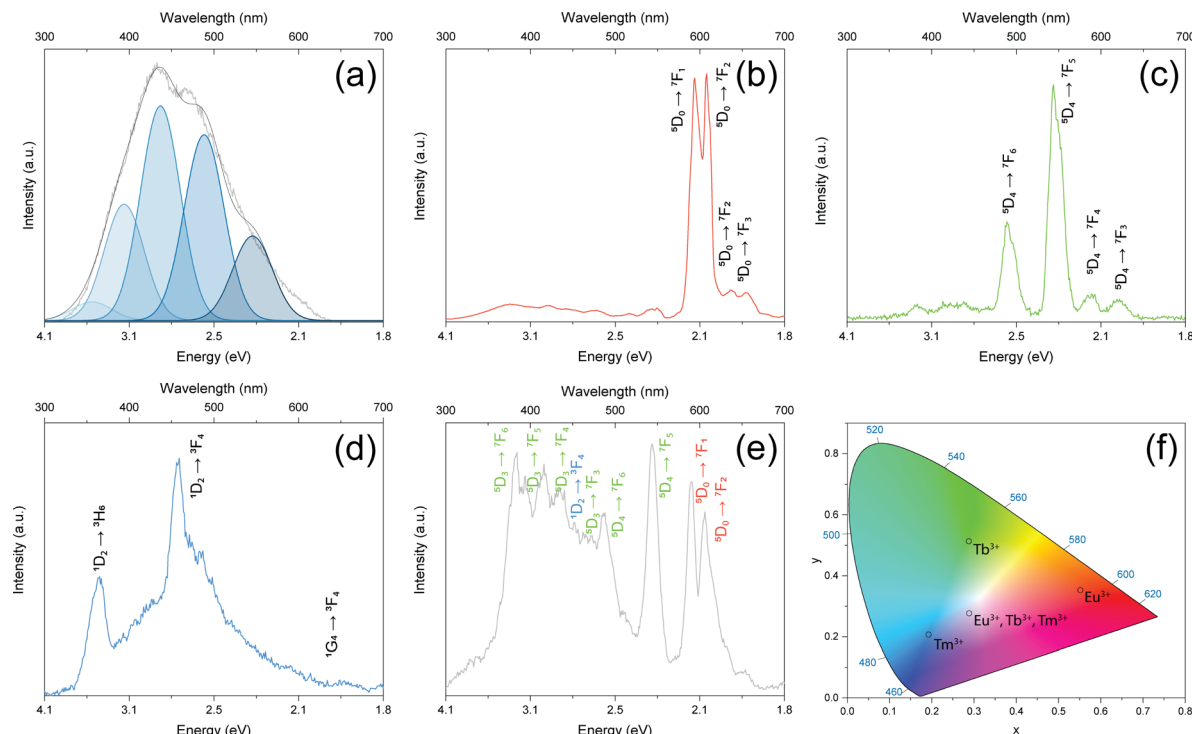 Wavelength (nm)
300 400 500 600 700
(a)
Intensity (a.u.)
4.1 3.1 2.5 2.1 1.8
Energy (eV)
Wavelength (nm)
300 400 500 600 700
(b)
⁵D₀ → ⁷F₁
⁵D₀ → ⁷F₂
⁵D₀ → ⁷F₂
⁵D₀ → ⁷F₃
Intensity (a.u.)
4.1 3.1 2.5 2.1 1.8
Energy (eV)
Wavelength (nm)
300 400 500 600 700
(c)
⁵D₄ → ⁷F₆
⁵D₄ → ⁷F₅
⁵D₄ → ⁷F₄
⁵D₄ → ⁷F₃
Intensity (a.u.)
4.1 3.1 2.5 2.1 1.8
Energy (eV)
Wavelength (nm)
300 400 500 600 700
(d)
¹D₂ → ³H₆
¹D₂ → ³F₄
¹G₄ → ³F₄
Intensity (a.u.)
4.1 3.1 2.5 2.1 1.8
Energy (eV)
Wavelength (nm)
300 400 500 600 700
(e)
⁵D₃ → ⁷F₆
⁵D₃ → ⁷F₅
⁵D₃ → ⁷F₄
¹D₂ → ³F₄
⁵D₃ → ⁷F₃
⁵D₄ → ⁷F₆
⁵D₄ → ⁷F₅
⁵D₀ → ⁷F₁
⁵D₀ → ⁷F₂
Intensity (a.u.)
4.1 3.1 2.5 2.1 1.8
Energy (eV)
(f)
0.8
0.6
0.4
0.2
0.0
y
520
540
560
500
580
600
620
480
460
Tb³⁺
Eu³⁺
Eu³⁺, Tb³⁺, Tm³⁺
Tm³⁺
0.0 0.1 0.2 0.3 0.4 0.5 0.6 0.7 0.8
x